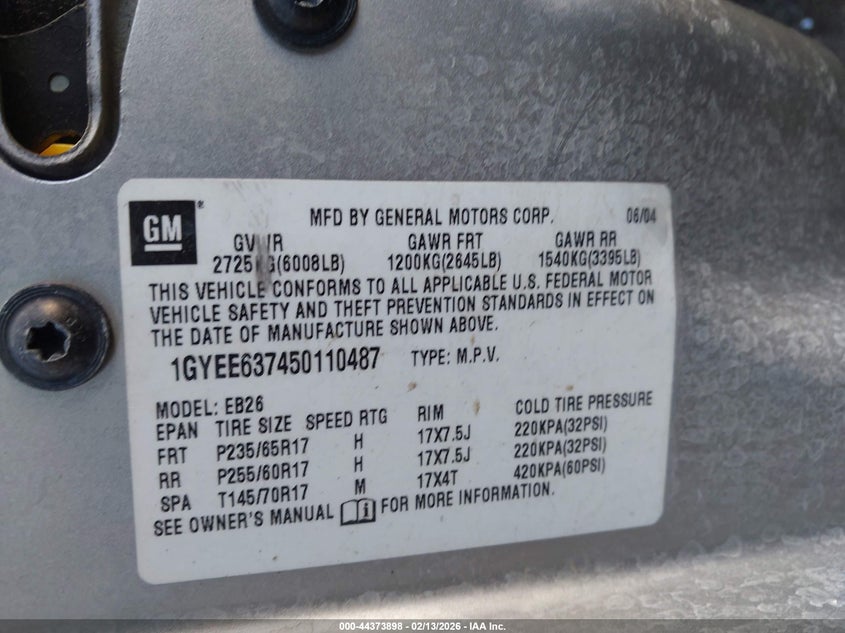 GM ® MFD BY GENERAL MOTORS CORP. 06/04
GVWR GAWR FRT GAWR RR
2725KG(6008LB) 1200KG(2645LB) 1540KG(3395LB)
THIS VEHICLE CONFORMS TO ALL APPLICABLE U.S. FEDERAL MOTOR
VEHICLE SAFETY AND THEFT PREVENTION STANDARDS IN EFFECT ON
THE DATE OF MANUFACTURE SHOWN ABOVE.
1GYEE637450110487 TYPE: M.P.V.
MODEL: EB26
EPAN TIRE SIZE SPEED RTG RIM COLD TIRE PRESSURE
FRT P235/65R17 H 17X7.5J 220KPA(32PSI)
RR P255/60R17 H 17X7.5J 220KPA(32PSI)
SPA T145/70R17 M 17X4T 420KPA(60PSI)
SEE OWNER'S MANUAL i FOR MORE INFORMATION.
000-44373898 - 02/13/2026 - IAA Inc.